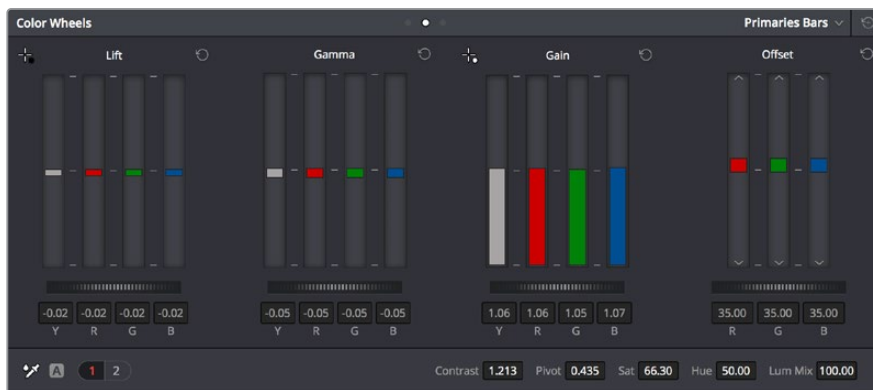 Color Wheels Primaries Bars
Lift Gamma Gain Offset
-0.02 -0.02 -0.02 -0.02 -0.05 -0.05 -0.05 -0.05 1.06 1.06 1.05 1.07 35.00 35.00 35.00
Y R G B Y R G B Y R G B R G B
A 1 2 Contrast 1.213 Pivot 0.435 Sat 66.30 Hue 50.00 Lum Mix 100.00